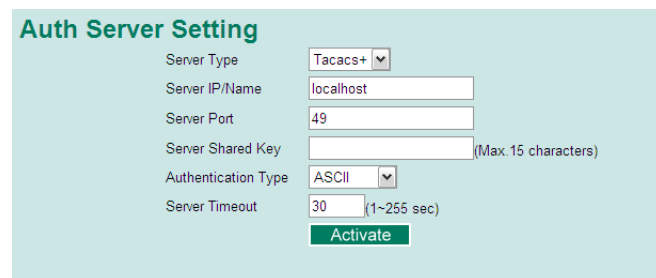 Auth Server Setting
Server Type Tacacs+
Server IP/Name localhost
Server Port 49
Server Shared Key (Max.15 characters)
Authentication Type ASCII
Server Timeout 30 (1~255 sec)
Activate